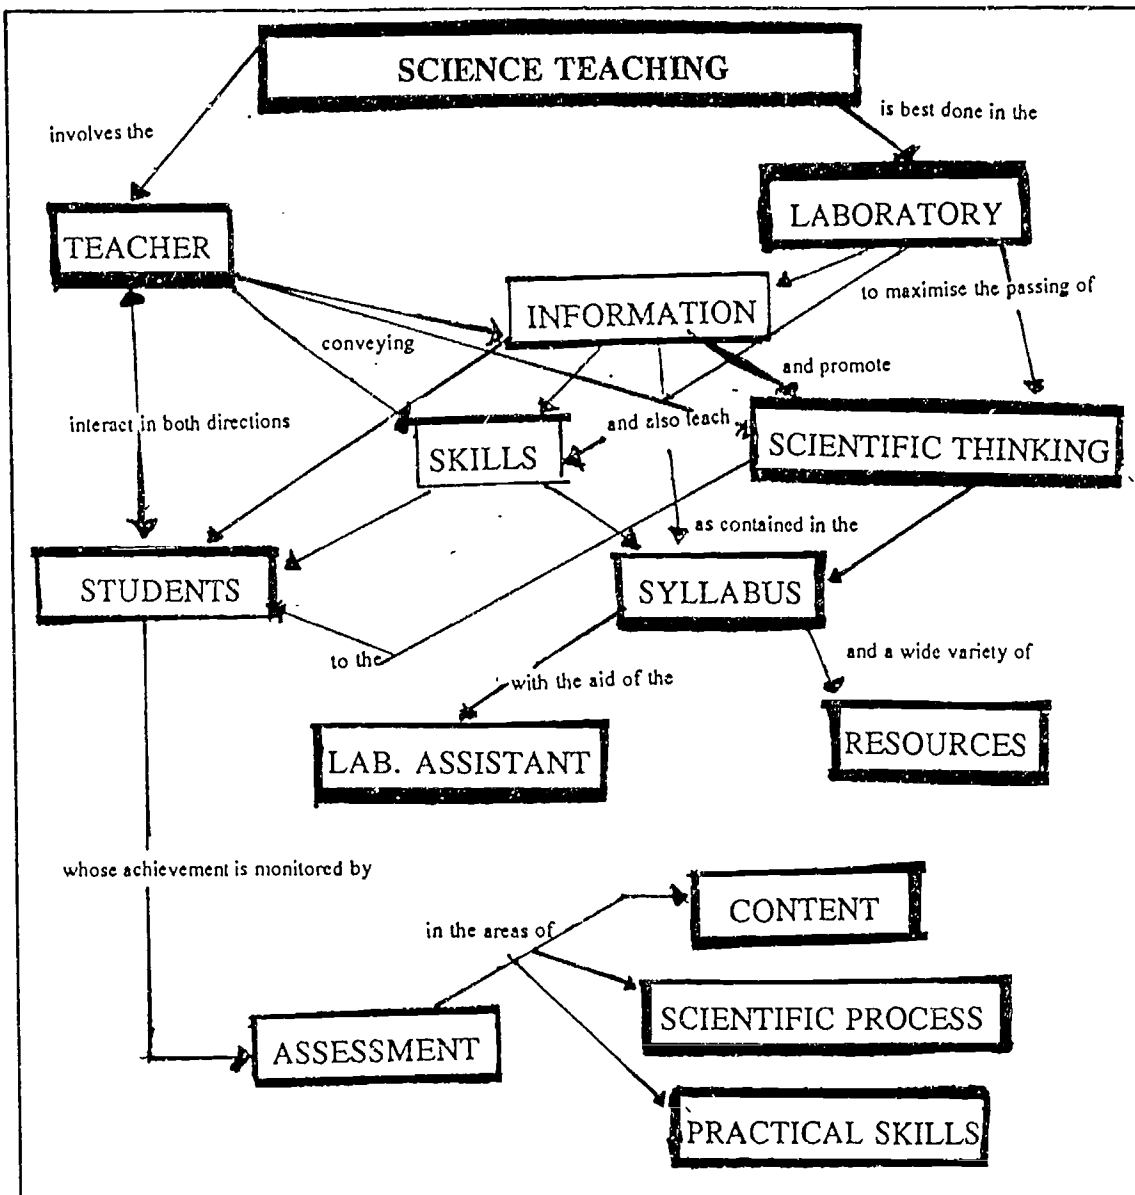 SCIENCE TEACHING
involves the
is best done in the
LABORATORY
TEACHER
to maximise the passing of
INFORMATION
conveying
and promote
interact in both directions
and also teach
SCIENTIFIC THINKING
SKILLS
as contained in the
STUDENTS
SYLLABUS
to the
and a wide variety of
with the aid of the
RESOURCES
LAB. ASSISTANT
whose achievement is monitored by
CONTENT
in the areas of
SCIENTIFIC PROCESS
ASSESSMENT
PRACTICAL SKILLS